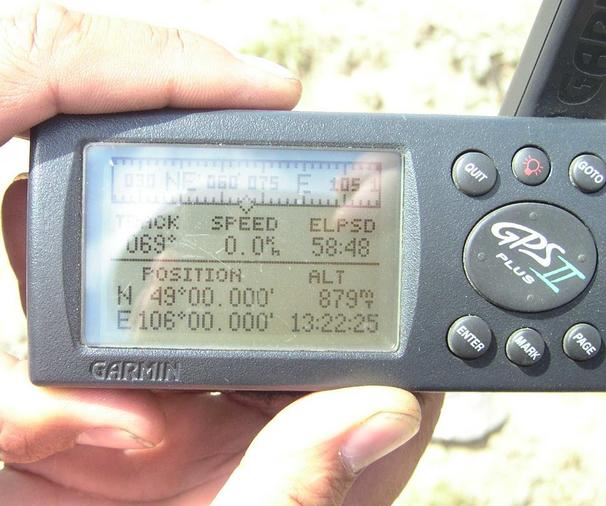 030 NE 060 075 E 105
TRACK SPEED ELPSD
069° 0.0 58:48
POSITION ALT
N 49°00.000' 879
E 106°00.000' 13:22:25
GARMIN
QUIT
GOTO
GPS II
PLUS
ENTER
MARK
PAGE
GAR